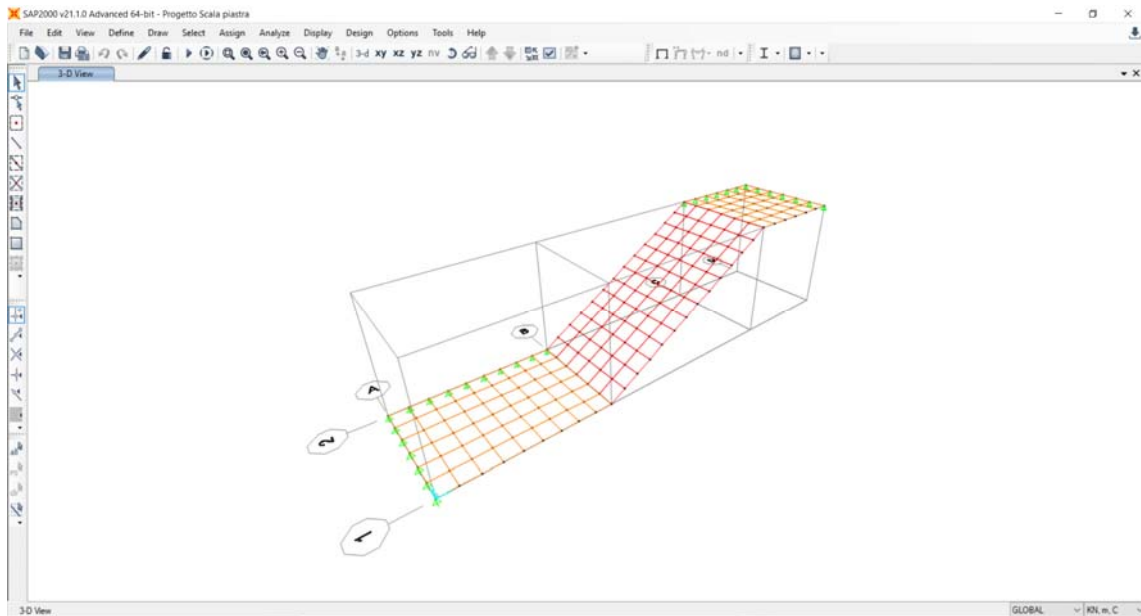 SAP2000 v21.1.0 Advanced 64-bit - Progetto Scala piastra
File Edit View Define Draw Select Assign Analyze Display Design Options Tools Help
3-d xy xz yz nv nd
3-D View
B
A
2
1
3-D View GLOBAL KN, m, C